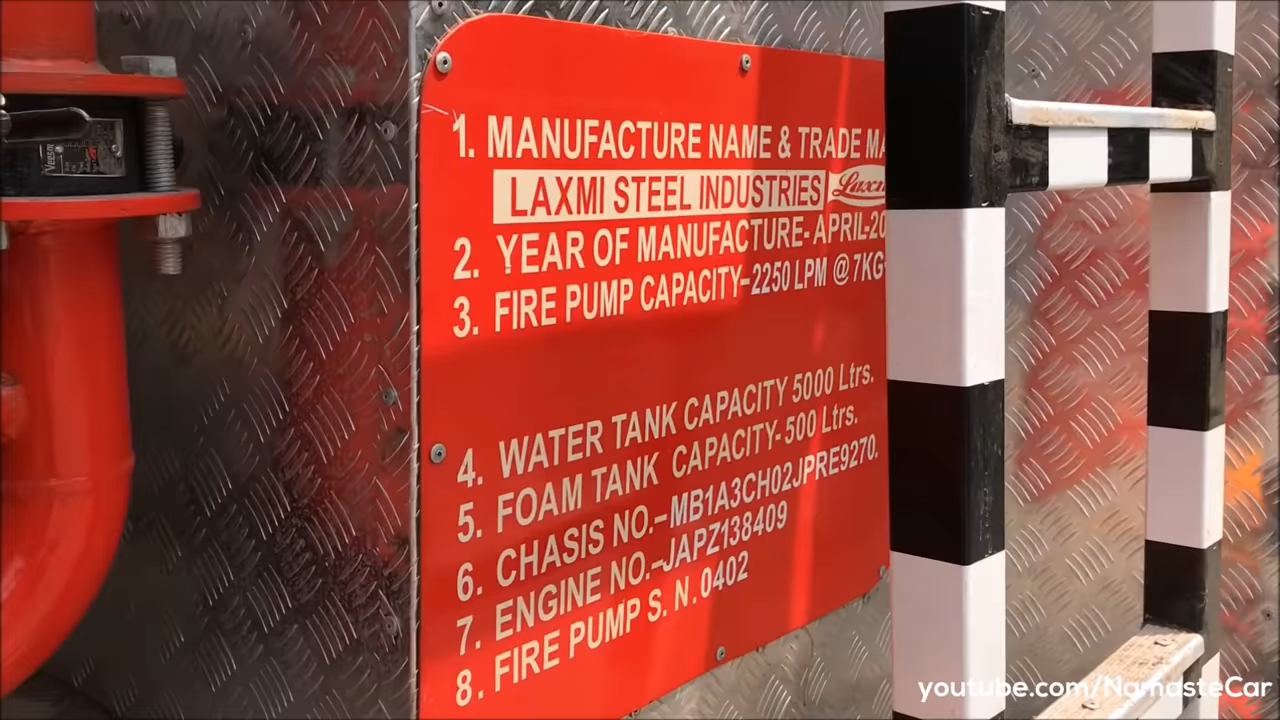 1. MANUFACTURE NAME & TRADE MA
LAXMI STEEL INDUSTRIES Laxm
2. YEAR OF MANUFACTURE- APRIL-20
3. FIRE PUMP CAPACITY-2250 LPM @ 7KG-
4. WATER TANK CAPACITY 5000 Ltrs.
5. FOAM TANK CAPACITY- 500 Ltrs.
6. CHASIS NO.-MB1A3CH02JPRE9270.
7. ENGINE NO.-JAPZ138409
8. FIRE PUMP S. N. 0402
youtube.com/NamasteCar